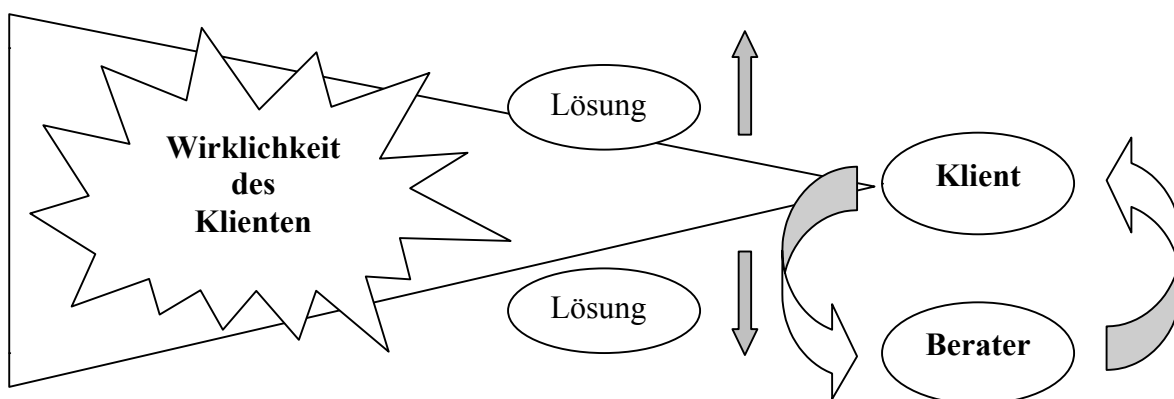 Wirklichkeit
des
Klienten
Lösung
Lösung
Klient
Berater